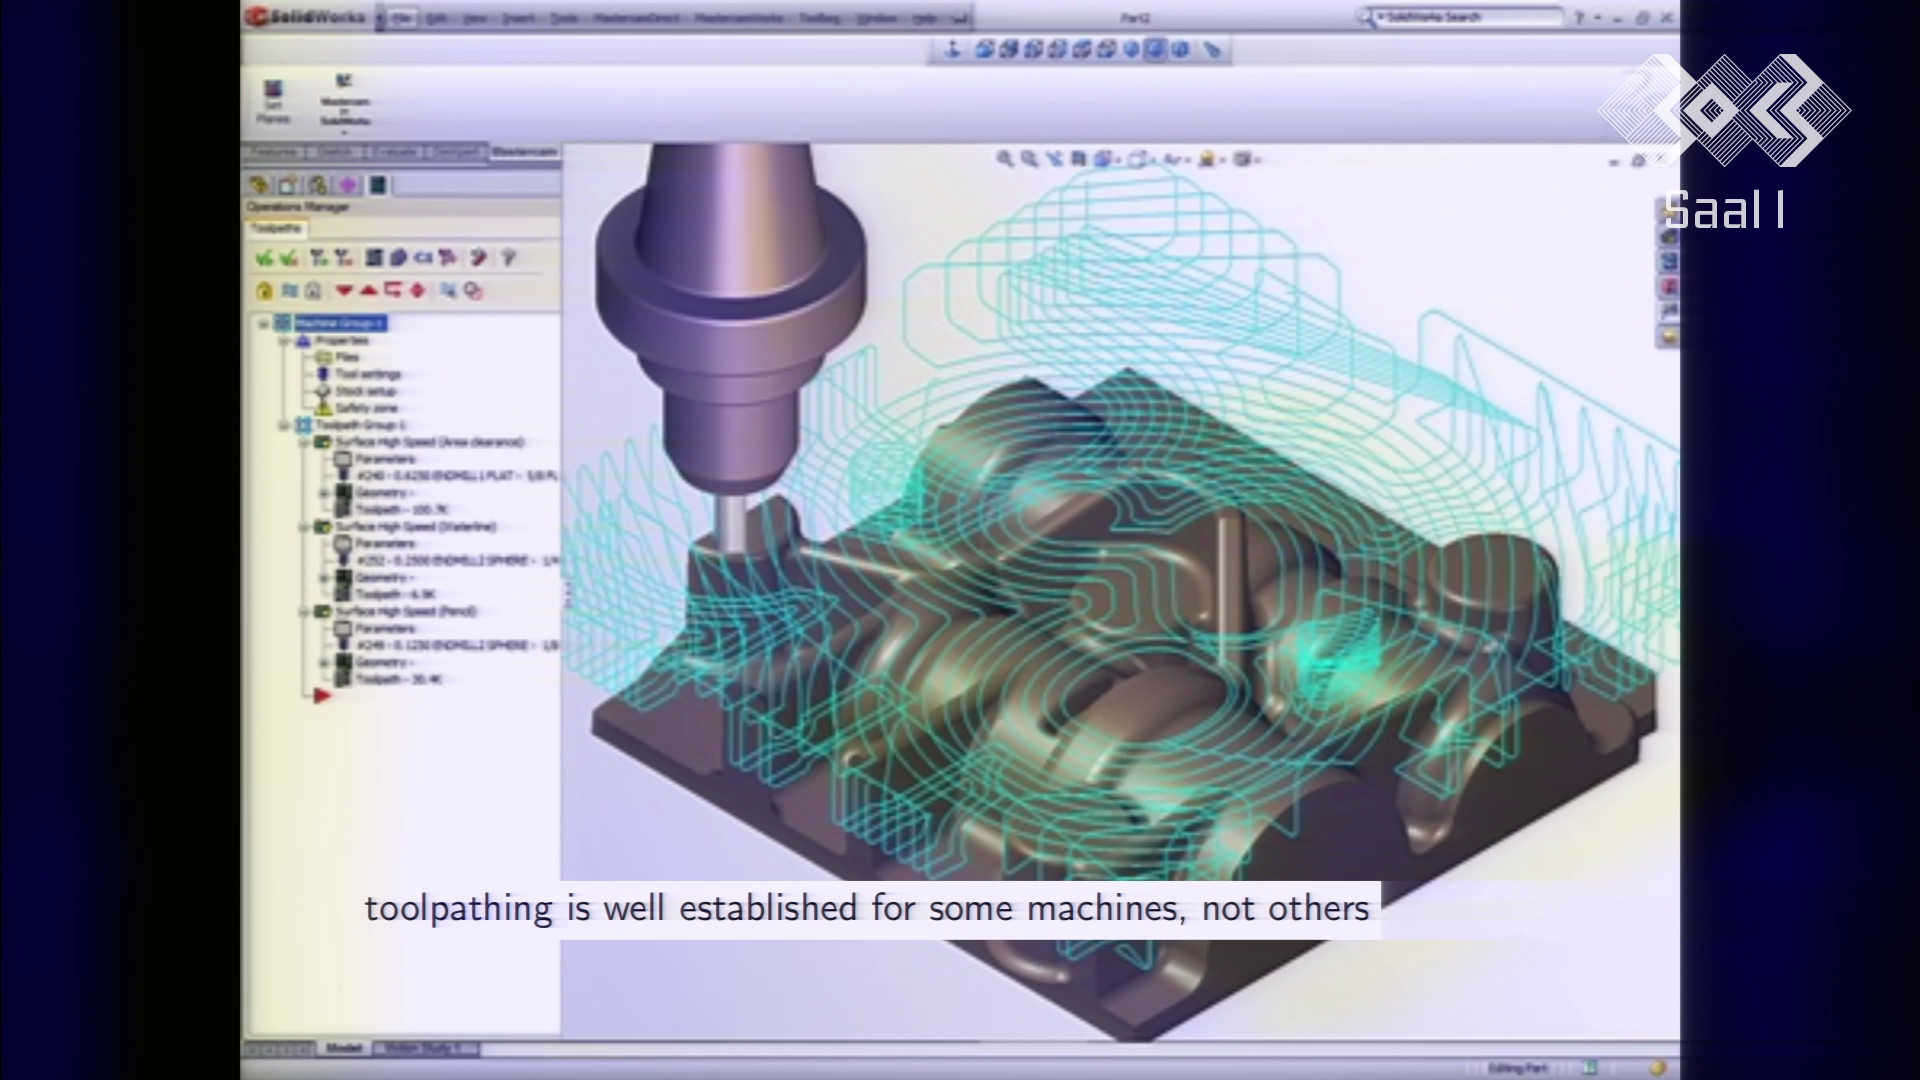 SolidWorks
File Edit View Insert Tools MastercamDirect MastercamWorks Toolbox Window Help
Part2
SolidWorks Search
Set
Planes
Mastercam
in
SolidWorks
Features Sketch Evaluate DimXpert Mastercam
Saal 1
Operations Manager
Toolpaths
Machine Group-1
Properties
Files
Tool settings
Stock setup
Safety zone
Toolpath Group-1
Surface High Speed (Area clearance)
Parameters
#240 - 0.6250 ENDMILL1 FLAT - 5/8 FL
Geometry -
Toolpath - 100.7K
Surface High Speed (Waterline)
Parameters
#252 - 0.2500 ENDMILL2 SPHERE - 1/4
Geometry -
Toolpath - 6.9K
Surface High Speed (Pencil)
Parameters
#249 - 0.1250 ENDMILL2 SPHERE - 1/8
Geometry -
Toolpath - 30.4K
toolpathing is well established for some machines, not others
Model Motion Study 1
Editing Part